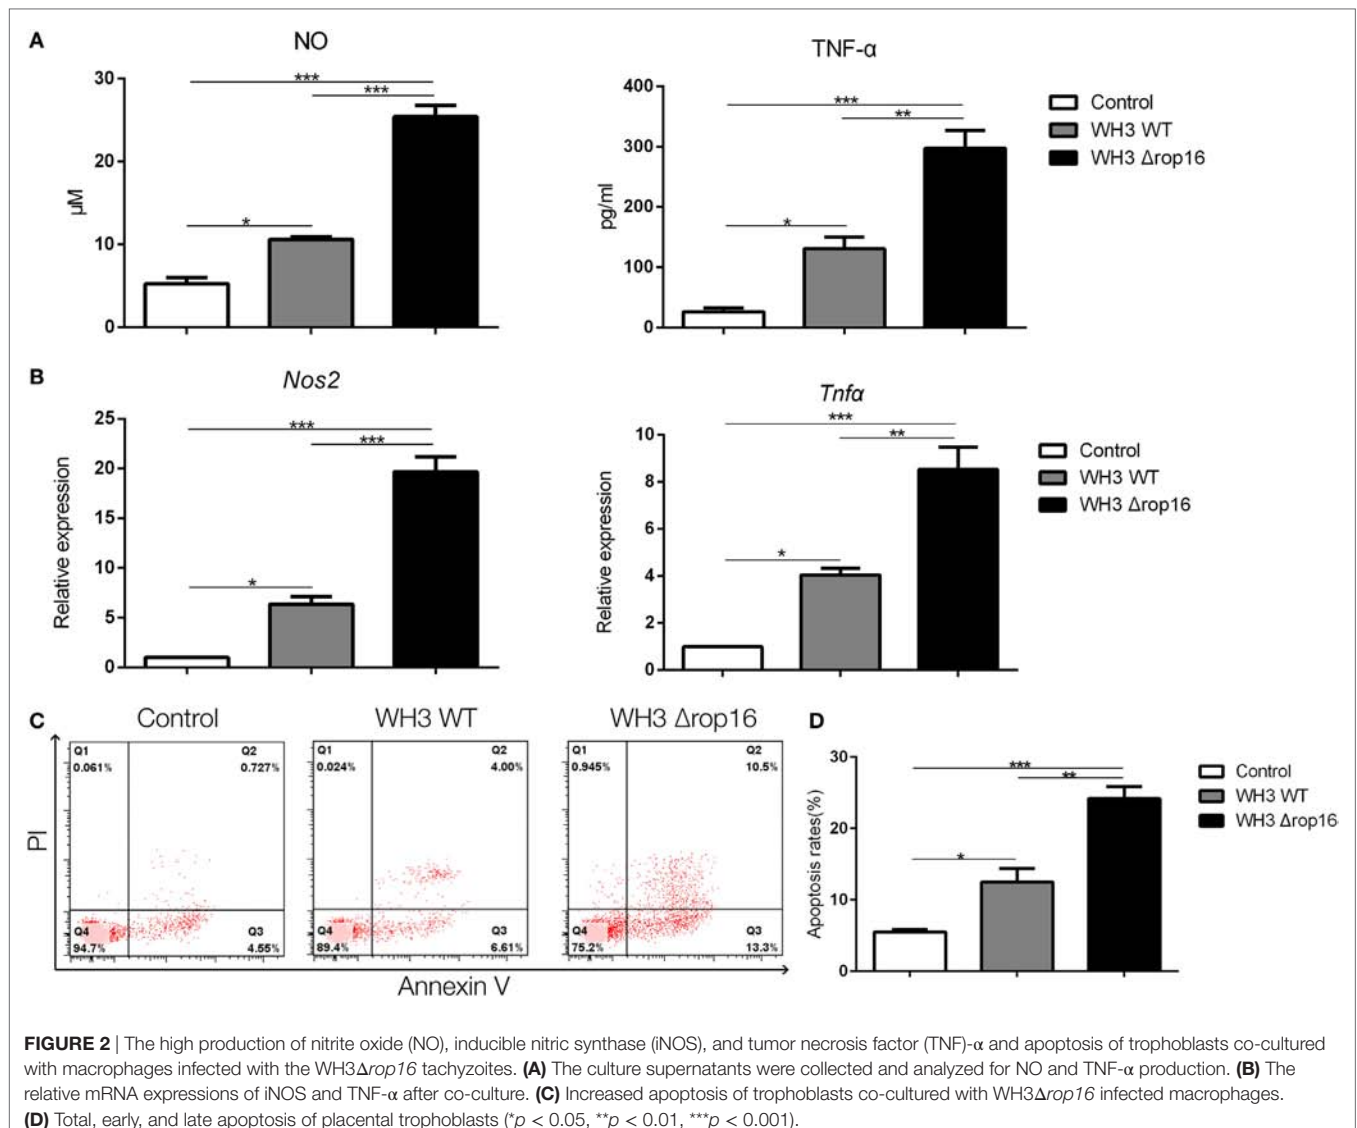 A
NO
TNF-α
30
20
10
0
μM
***
***
*
400
300
200
100
0
pg/ml
***
**
*
Control
WH3 WT
WH3 Δrop16
B
Nos2
Tnfα
25
20
15
10
5
0
Relative expression
***
***
*
10
8
6
4
2
0
Relative expression
***
**
*
Control
WH3 WT
WH3 Δrop16
C
Control
WH3 WT
WH3 Δrop16
PI
Q1 Q2
0.061% 0.727%
Q4 Q3
94.7% 4.55%
Q1 Q2
0.024% 4.00%
Q4 Q3
89.4% 6.61%
Q1 Q2
0.945% 10.5%
Q4 Q3
75.2% 13.3%
Annexin V
D
30
20
10
0
Apoptosis rates(%)
***
**
*
Control
WH3 WT
WH3 Δrop16
FIGURE 2 | The high production of nitrite oxide (NO), inducible nitric synthase (iNOS), and tumor necrosis factor (TNF)-α and apoptosis of trophoblasts co-cultured
with macrophages infected with the WH3Δrop16 tachyzoites. (A) The culture supernatants were collected and analyzed for NO and TNF-α production. (B) The
relative mRNA expressions of iNOS and TNF-α after co-culture. (C) Increased apoptosis of trophoblasts co-cultured with WH3Δrop16 infected macrophages.
(D) Total, early, and late apoptosis of placental trophoblasts (*p < 0.05, **p < 0.01, ***p < 0.001).